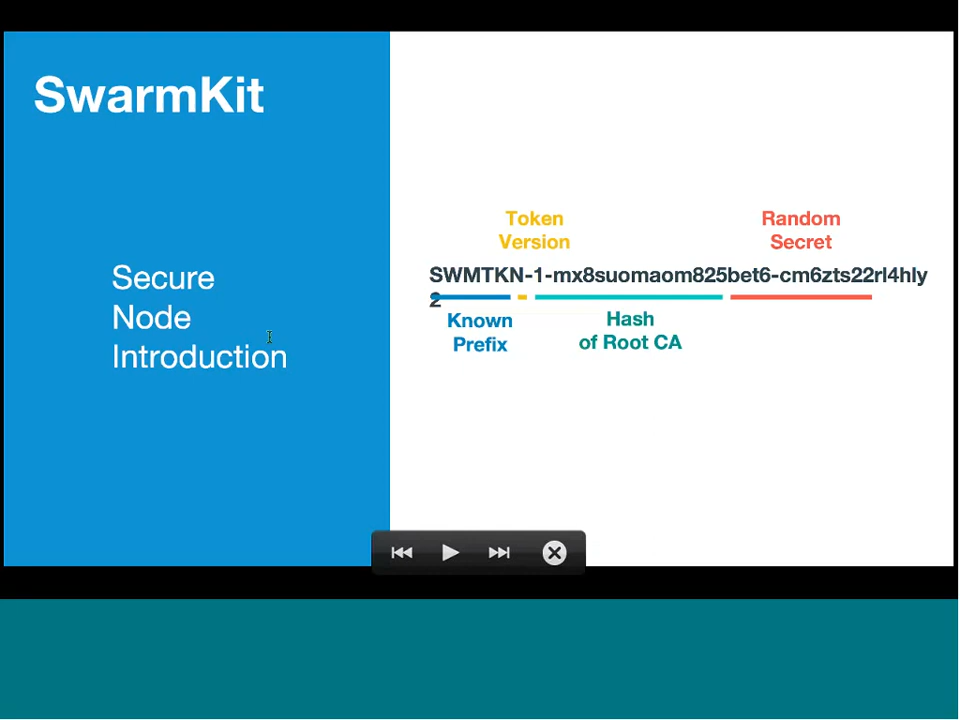 SwarmKit
Secure
Node
Introduction
Token
Version
Random
Secret
SWMTKN-1-mx8suomaom825bet6-cm6zts22rl4hly
2
Known
Prefix
Hash
of Root CA